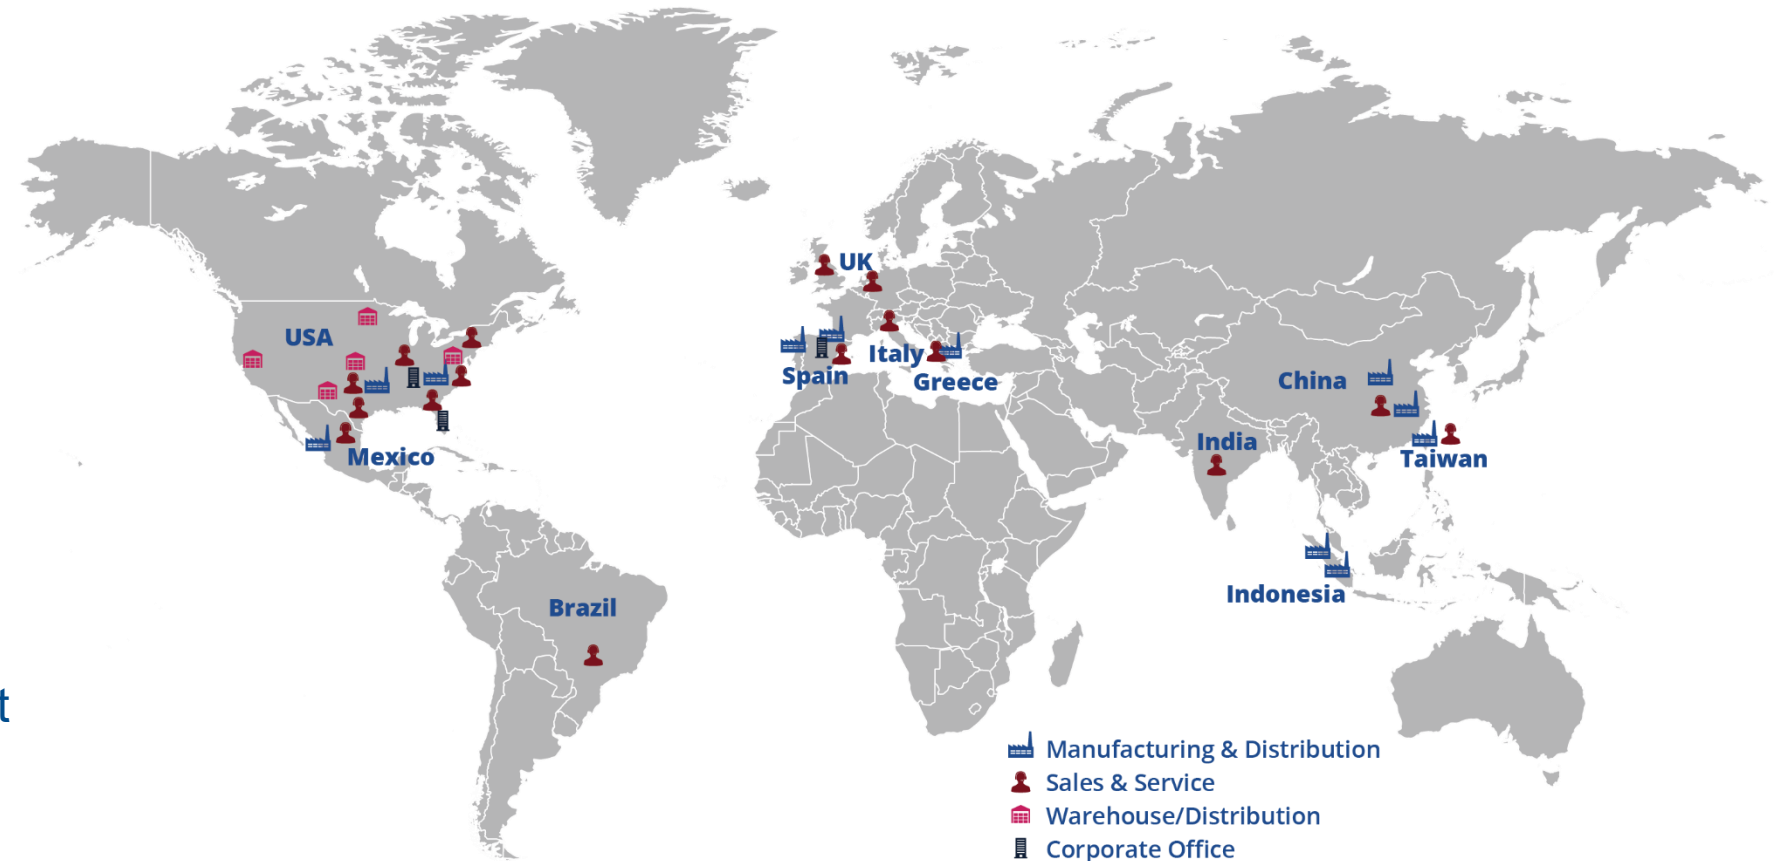 UK
USA
Italy
Spain
Greece
China
India
Taiwan
Mexico
Indonesia
Brazil
t
Manufacturing & Distribution
Sales & Service
Warehouse/Distribution
Corporate Office